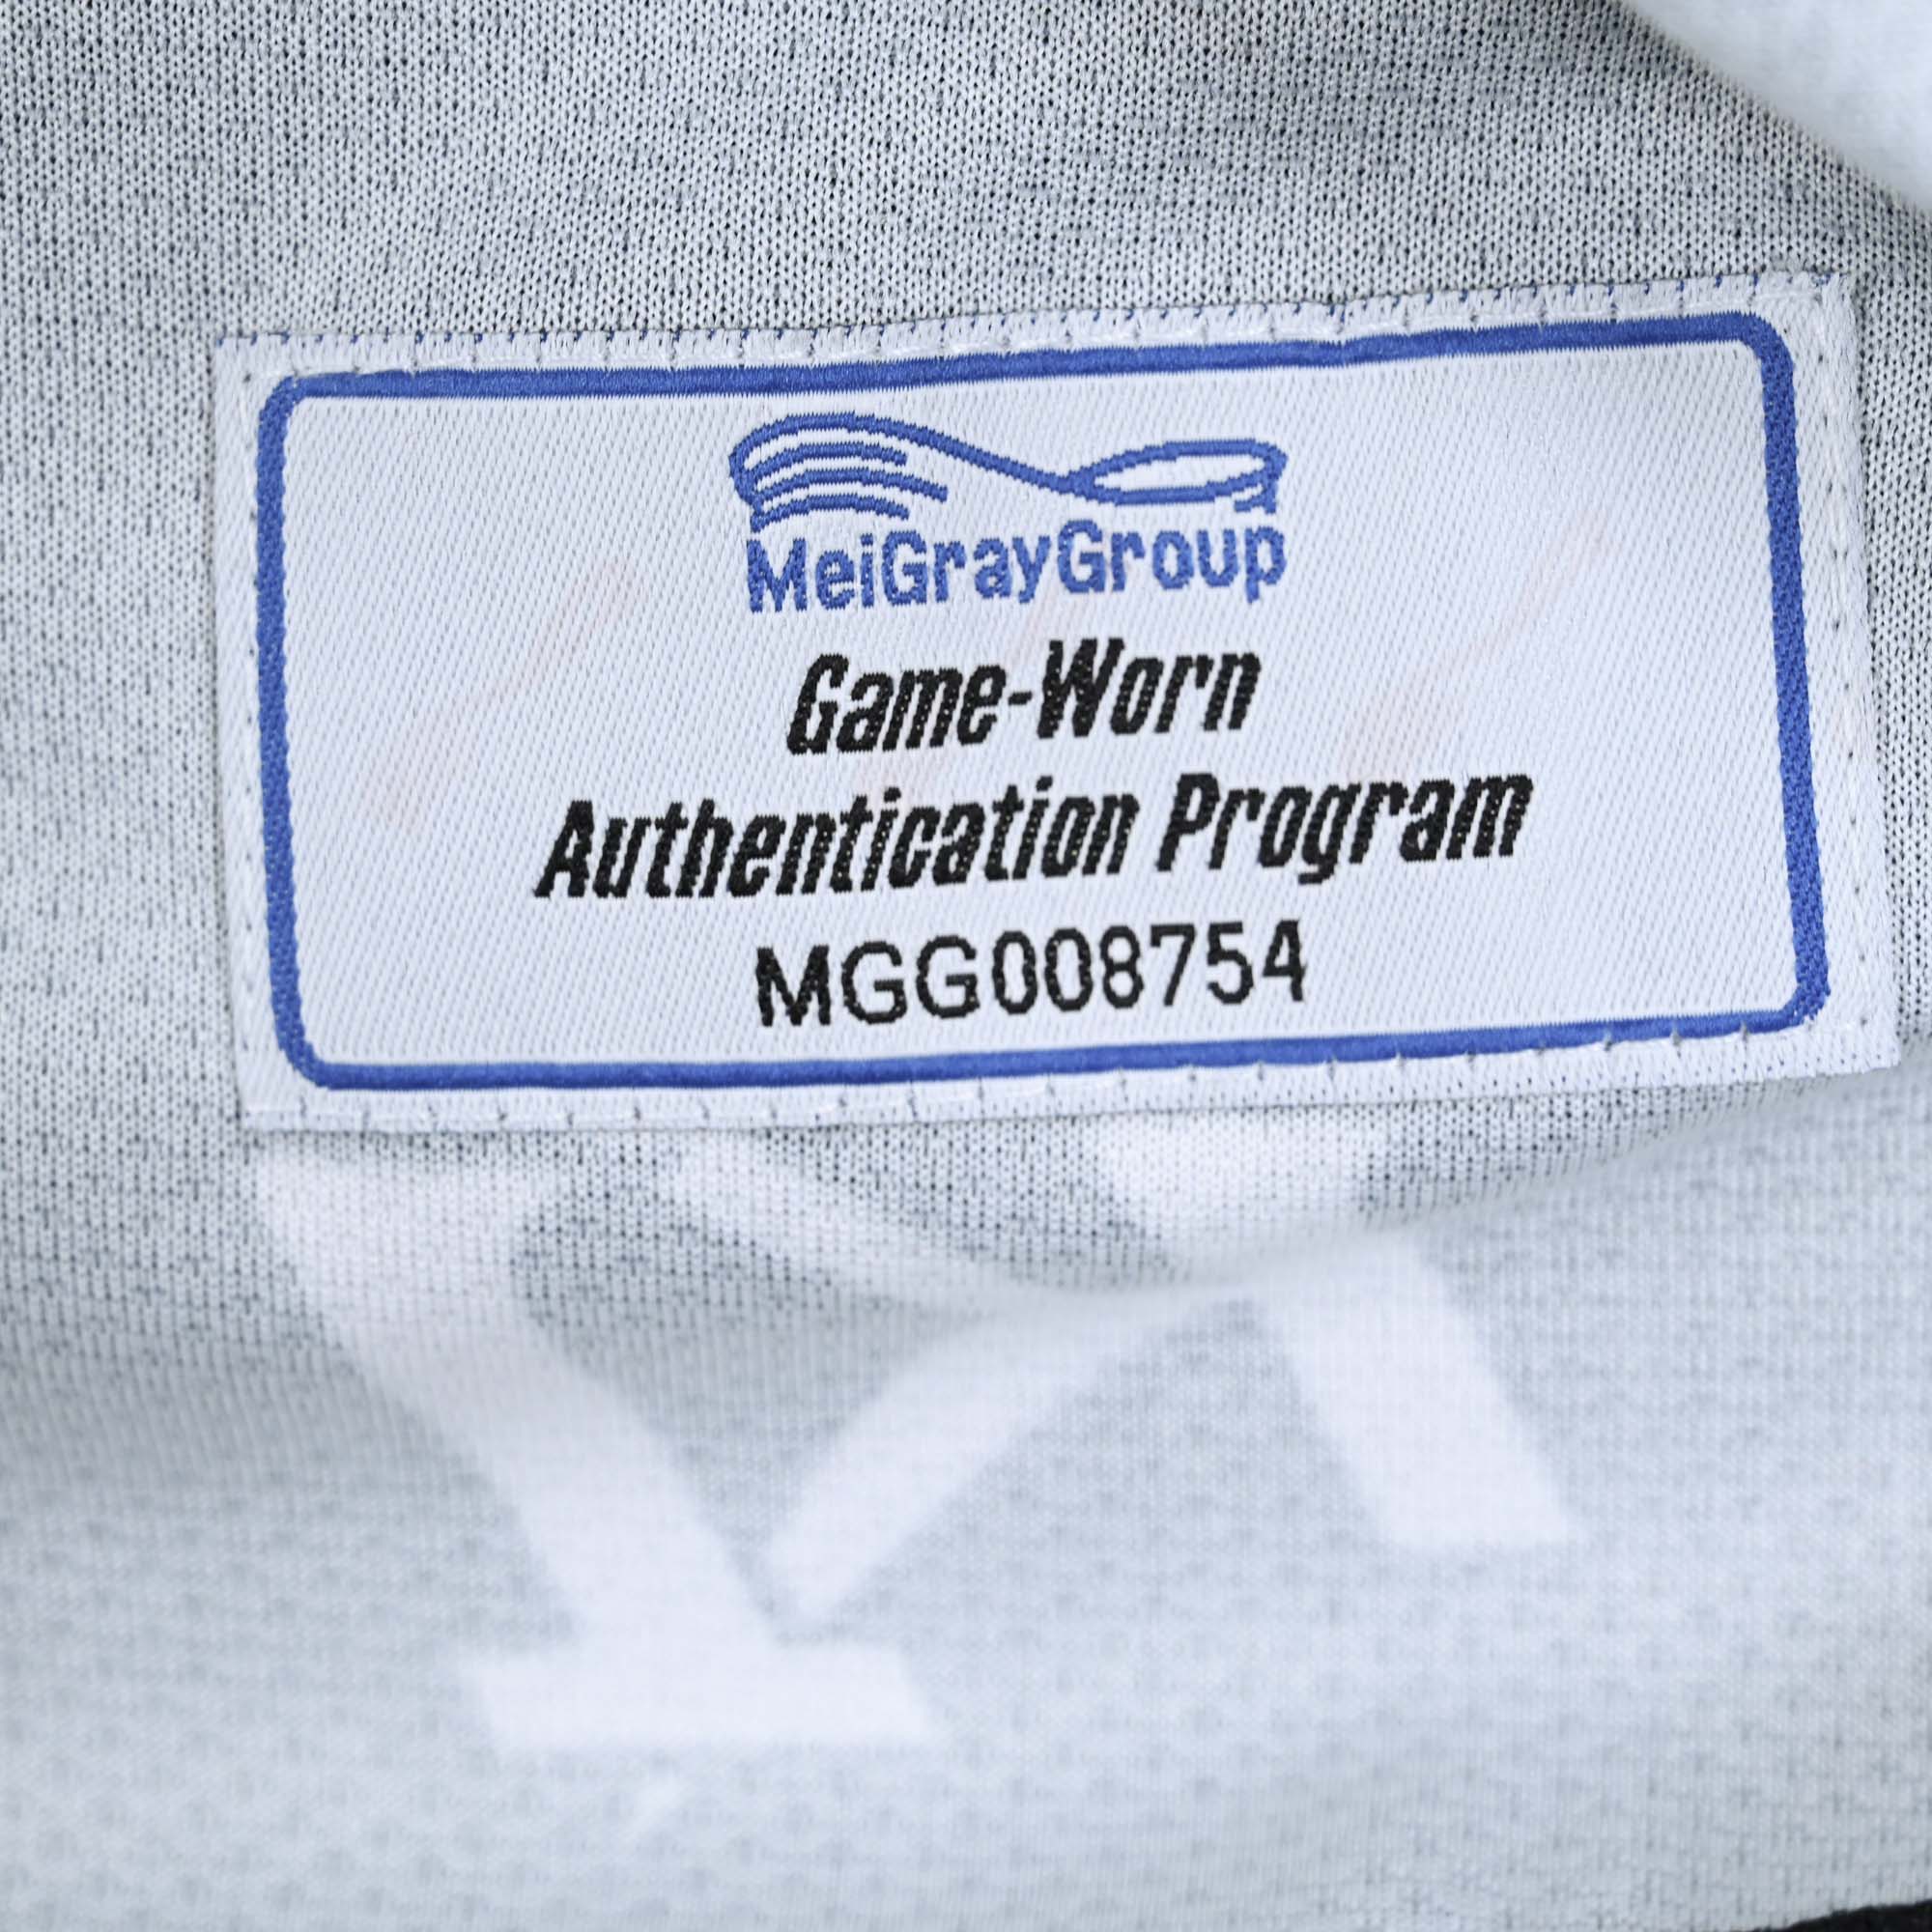 MeiGrayGroup
Game-Worn
Authentication Program
MGG008754